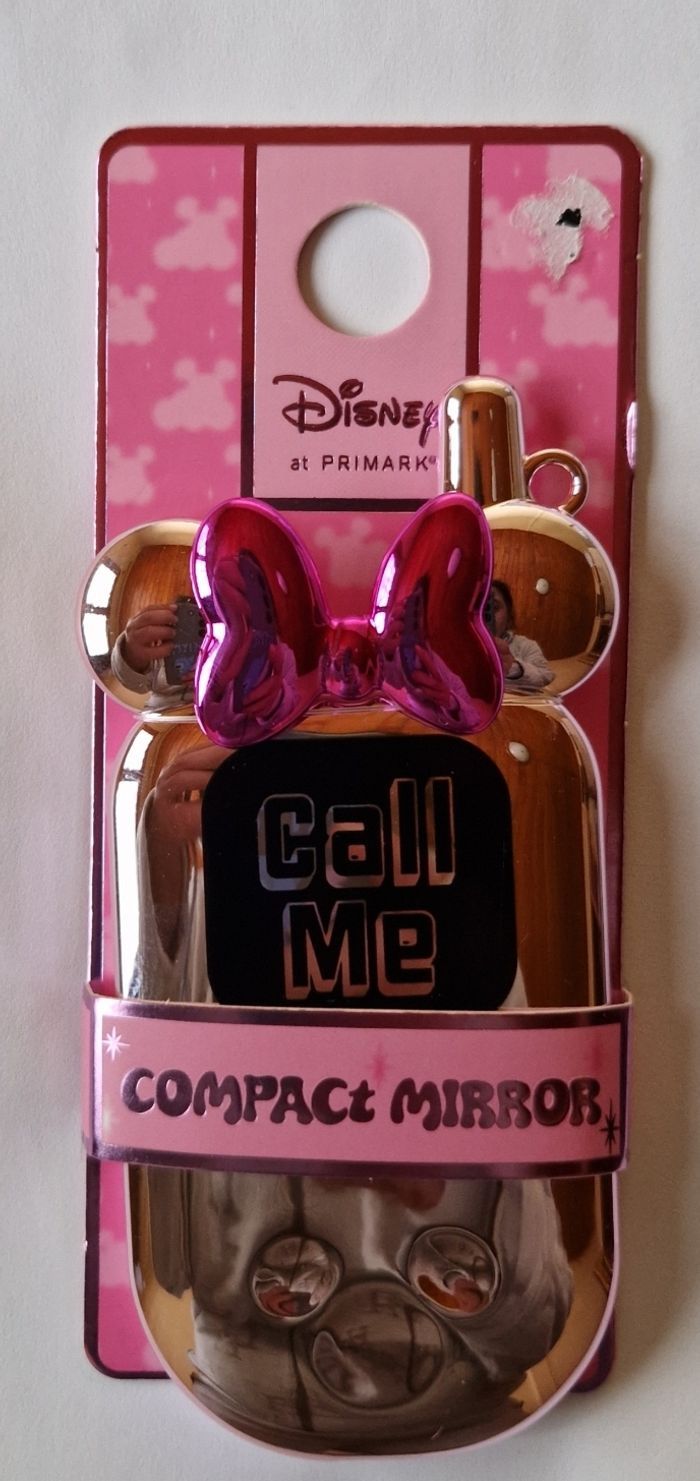 Disney
at PRIMARK®
Call
Me
COMPACt MIRROR